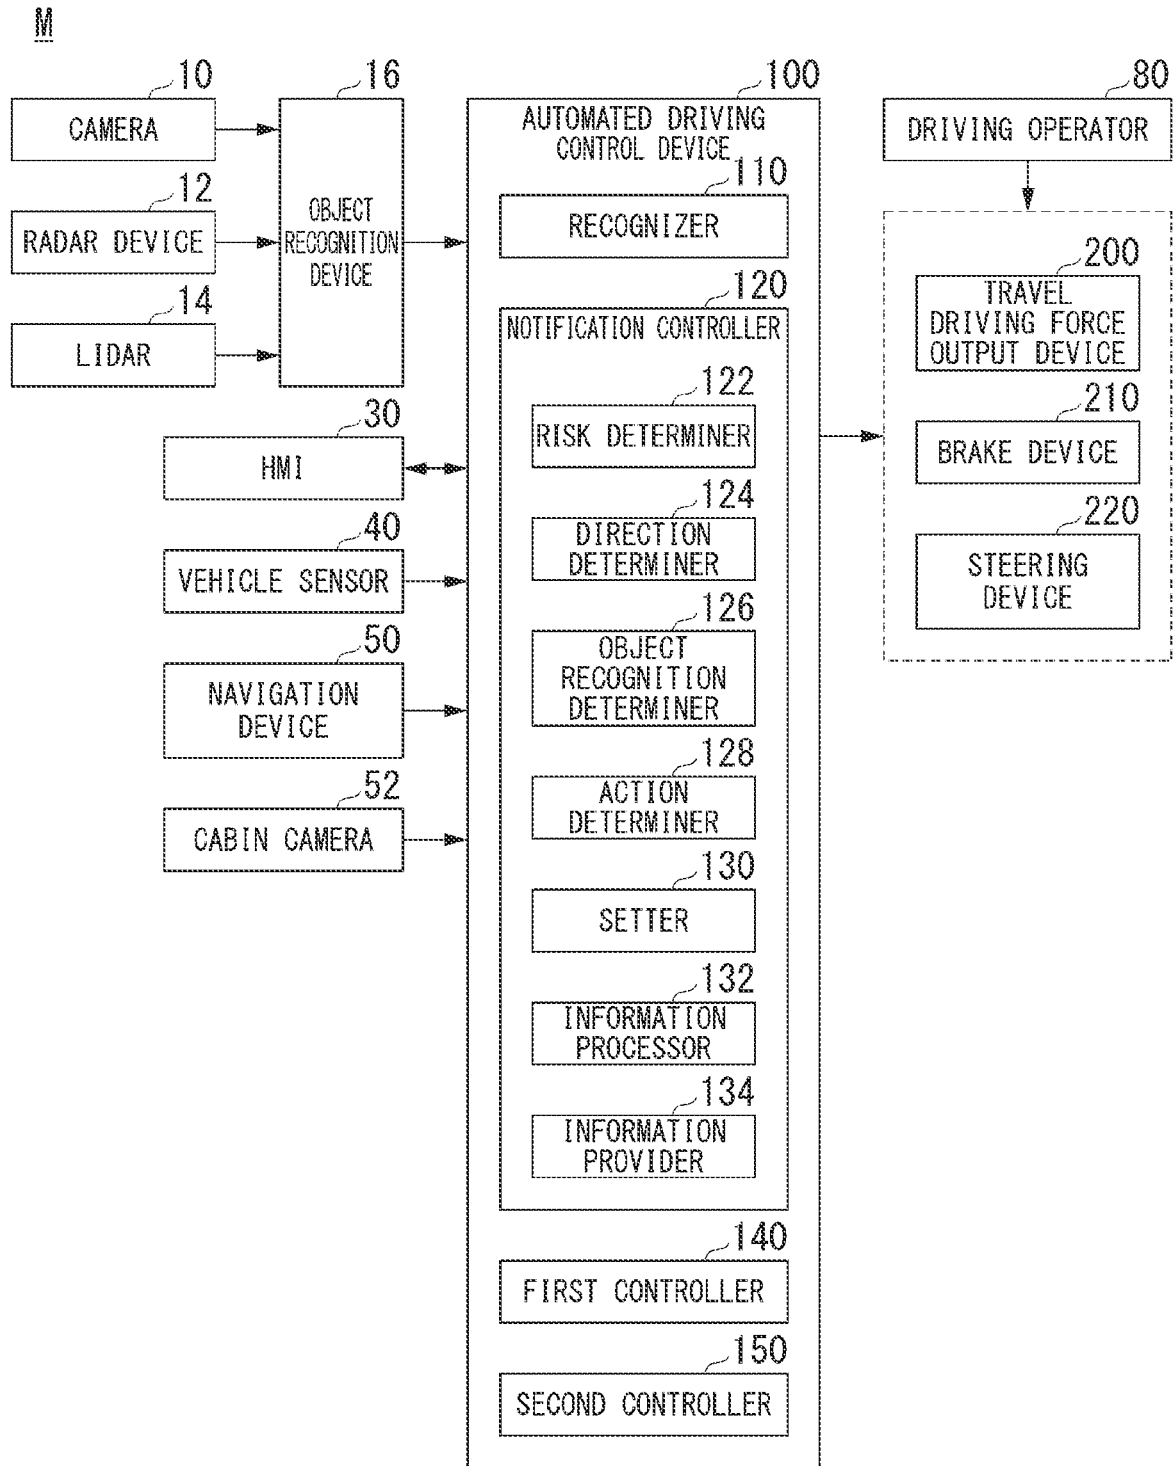 M
10
CAMERA
12
RADAR DEVICE
14
LIDAR
16
OBJECT
RECOGNITION
DEVICE
30
HMI
40
VEHICLE SENSOR
50
NAVIGATION
DEVICE
52
CABIN CAMERA
100
AUTOMATED DRIVING
CONTROL DEVICE
110
RECOGNIZER
120
NOTIFICATION CONTROLLER
122
RISK DETERMINER
124
DIRECTION
DETERMINER
126
OBJECT
RECOGNITION
DETERMINER
128
ACTION
DETERMINER
130
SETTER
132
INFORMATION
PROCESSOR
134
INFORMATION
PROVIDER
140
FIRST CONTROLLER
150
SECOND CONTROLLER
80
DRIVING OPERATOR
200
TRAVEL
DRIVING FORCE
OUTPUT DEVICE
210
BRAKE DEVICE
220
STEERING
DEVICE